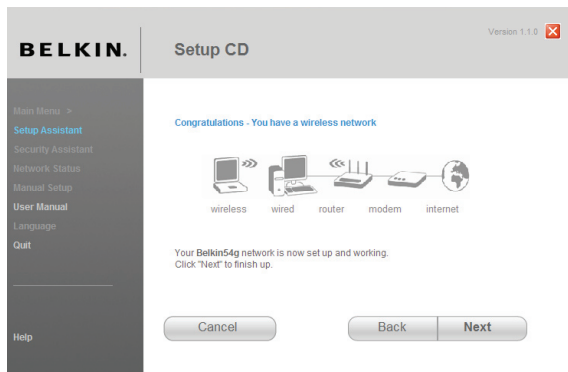 BELKIN.
Setup CD
Version 1.1.0
Main Menu >
Setup Assistant
Security Assistant
Network Status
Manual Setup
User Manual
Language
Quit
Help
Congratulations - You have a wireless network
wireless wired router modem internet
Your Belkin54g network is now set up and working.
Click "Next" to finish up.
Cancel
Back
Next